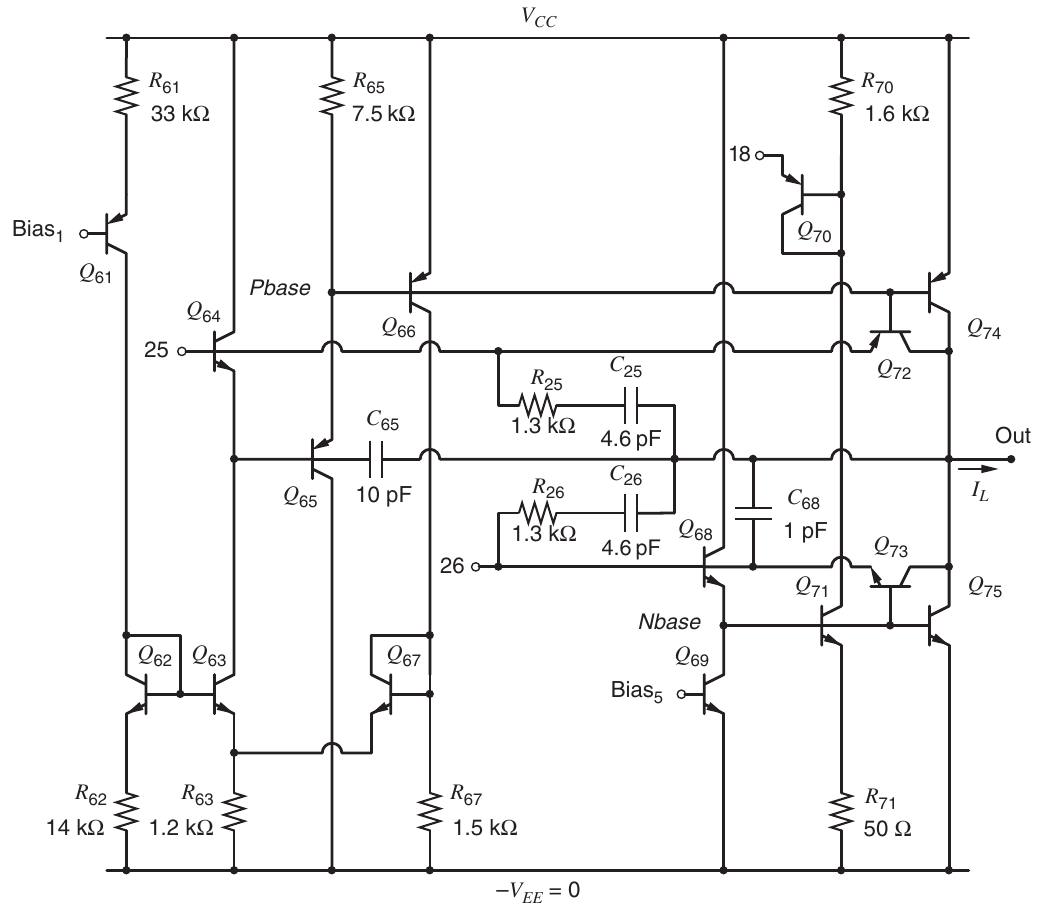 V_CC
R_61
33 kΩ
R_65
7.5 kΩ
R_70
1.6 kΩ
18
Bias_1
Q_61
Q_70
Pbase
Q_64
Q_66
Q_74
25
Q_72
R_25
1.3 kΩ
C_25
4.6 pF
C_65
10 pF
Out
Q_65
R_26
1.3 kΩ
C_26
4.6 pF
C_68
1 pF
I_L
Q_68
Q_73
26
Q_71
Q_75
Nbase
Q_62
Q_63
Q_67
Q_69
Bias_5
R_62
14 kΩ
R_63
1.2 kΩ
R_67
1.5 kΩ
R_71
50 Ω
−V_EE = 0